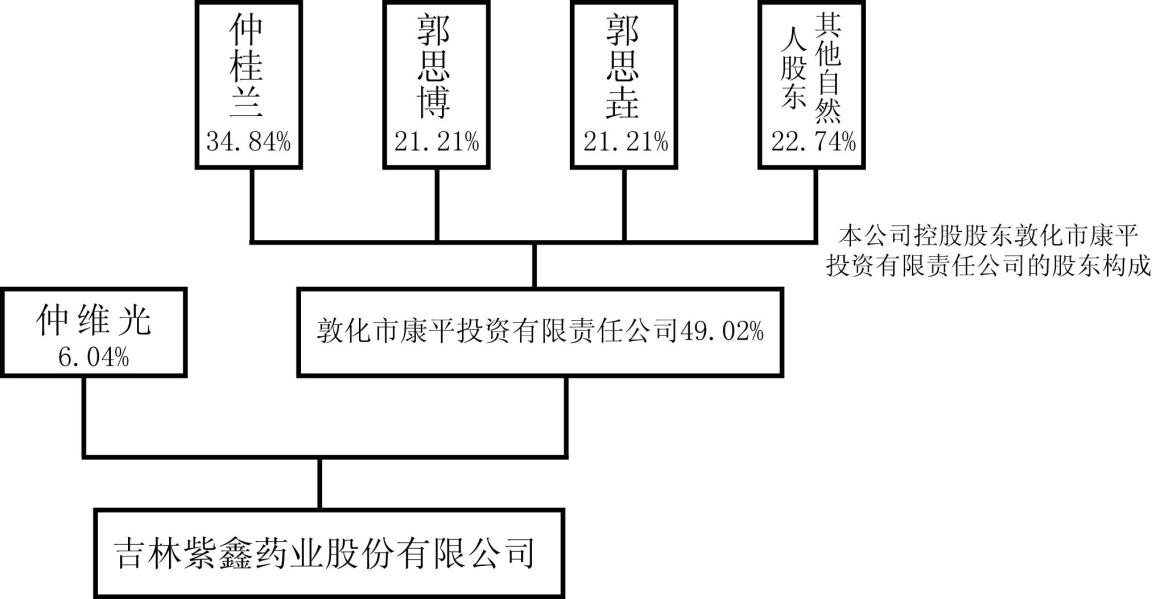 仲桂兰
34.84%
郭思博
21.21%
郭思垚
21.21%
其他自然
人股东
22.74%
本公司控股股东敦化市康平
投资有限责任公司的股东构成
仲维光
6.04%
敦化市康平投资有限责任公司49.02%
吉林紫鑫药业股份有限公司